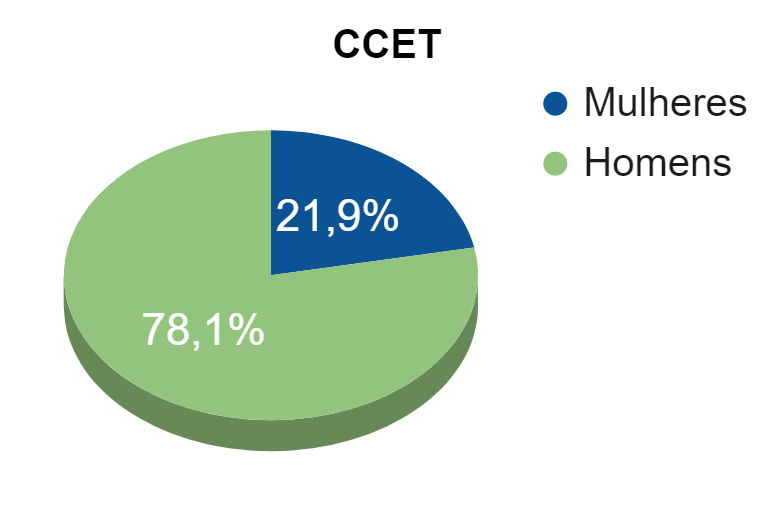 CCET
Mulheres
Homens
21,9%
78,1%